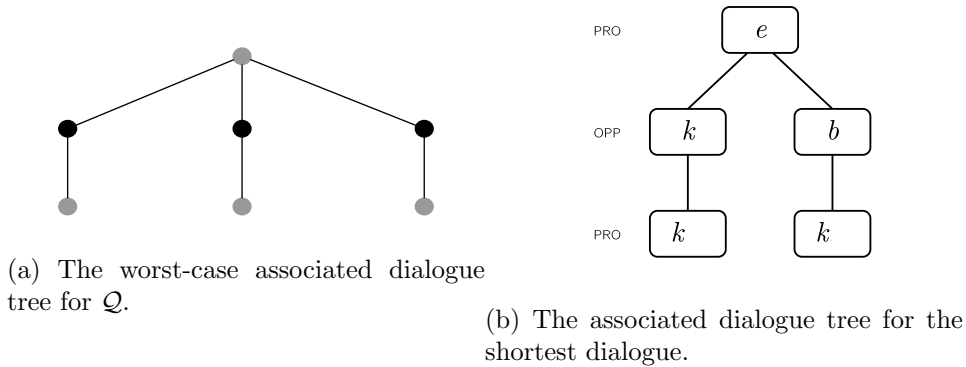 PRO e
OPP k b
PRO k k
(a) The worst-case associated dialogue
tree for 𝒬.
(b) The associated dialogue tree for the
shortest dialogue.